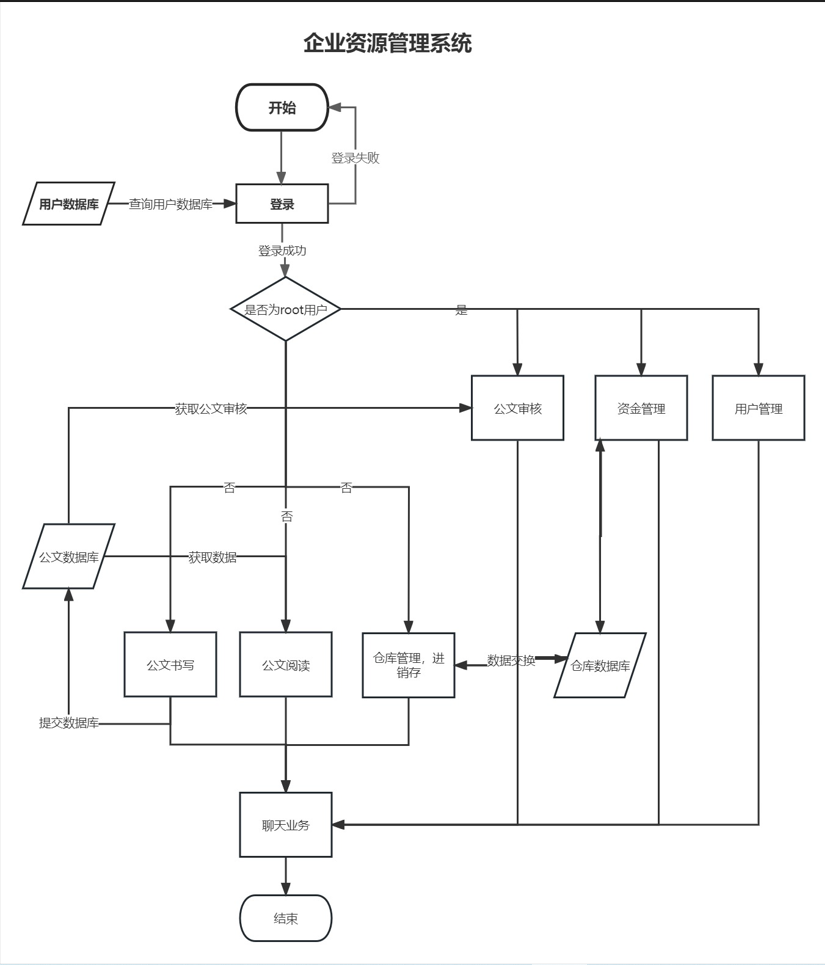 企业资源管理系统
开始
登录失败
用户数据库
查询用户数据库
登录
登录成功
是否为root用户
是
获取公文审核
公文审核
资金管理
用户管理
否
否
否
公文数据库
获取数据
公文书写
公文阅读
仓库管理，进
销存
数据交换
仓库数据库
提交数据库
聊天业务
结束